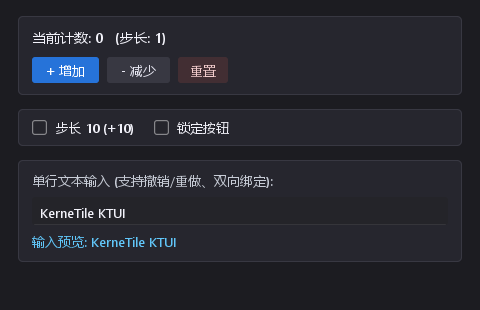 当前计数: 0 (步长: 1)
+ 增加 - 减少 重置
步长 10 (+10) 锁定按钮
单行文本输入 (支持撤销/重做、双向绑定):
KerneTile KTUI
输入预览: KerneTile KTUI